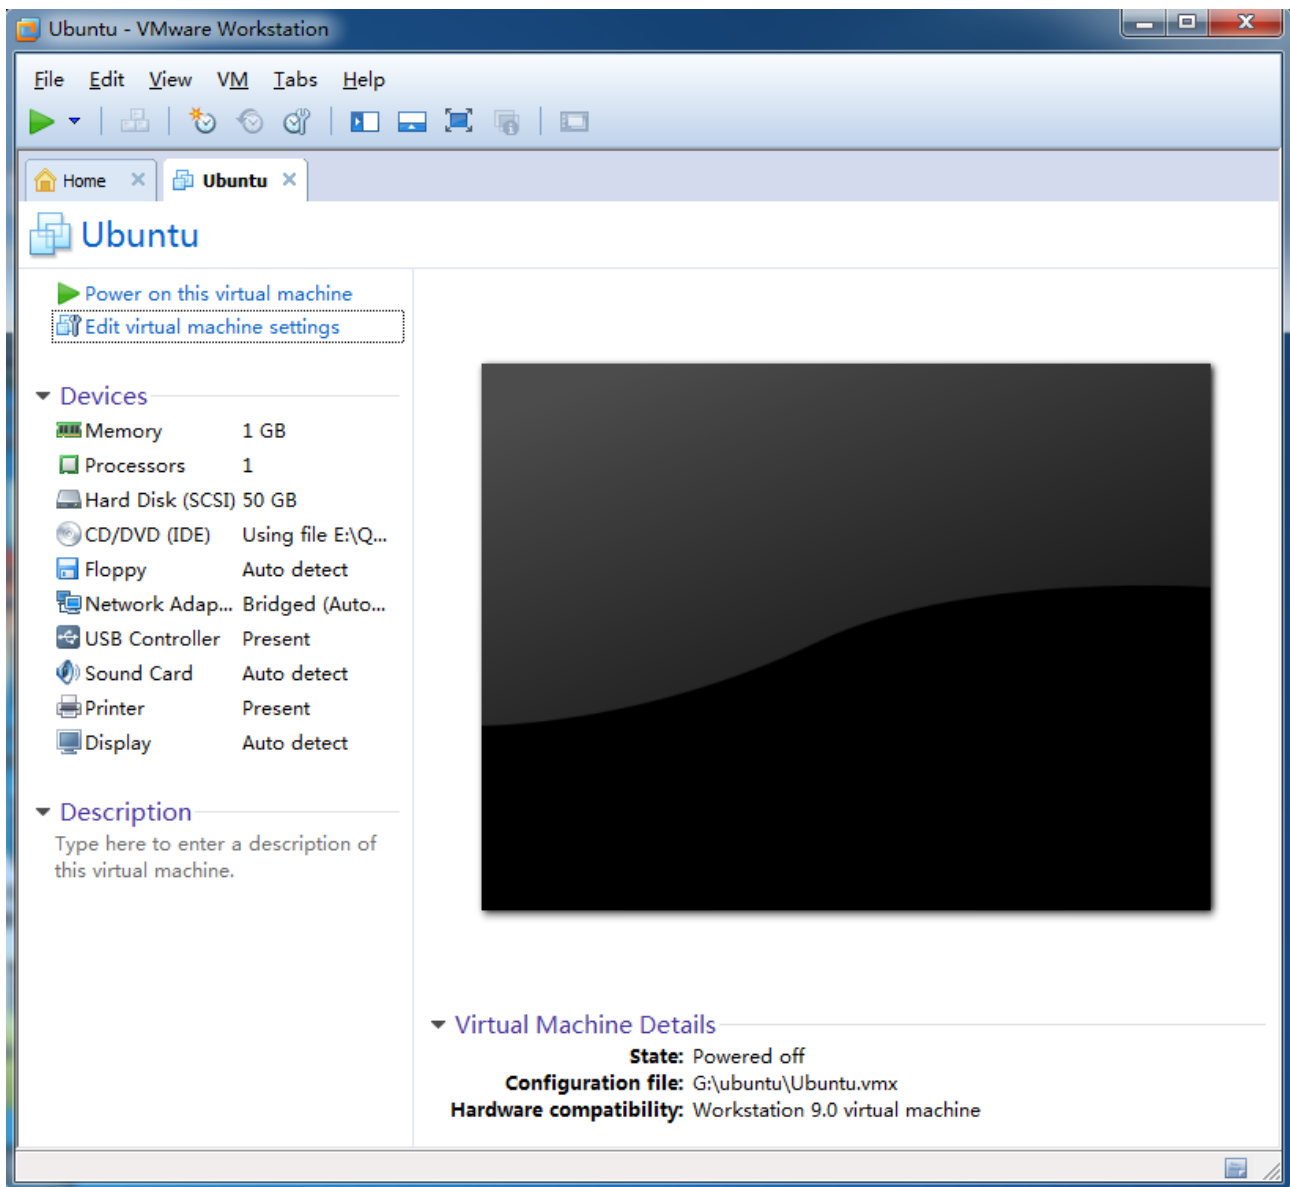 Ubuntu - VMware Workstation
File Edit View VM Tabs Help
Home Ubuntu
Ubuntu
Power on this virtual machine
Edit virtual machine settings
Devices
Memory 1 GB
Processors 1
Hard Disk (SCSI) 50 GB
CD/DVD (IDE) Using file E:\Q...
Floppy Auto detect
Network Adap... Bridged (Auto...
USB Controller Present
Sound Card Auto detect
Printer Present
Display Auto detect
Description
Type here to enter a description of
this virtual machine.
Virtual Machine Details
State: Powered off
Configuration file: G:\ubuntu\Ubuntu.vmx
Hardware compatibility: Workstation 9.0 virtual machine